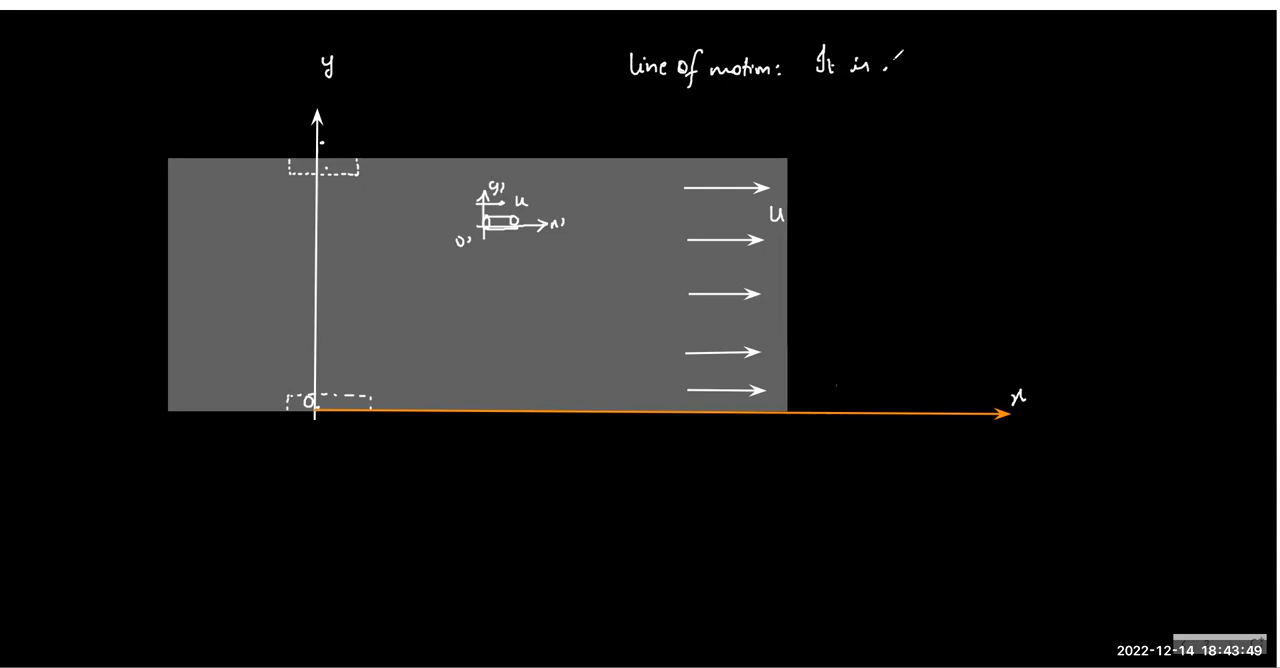 y
line of motion: It is
y'
u
x'
o'
u
O
x
2022-12-14 18:43:49